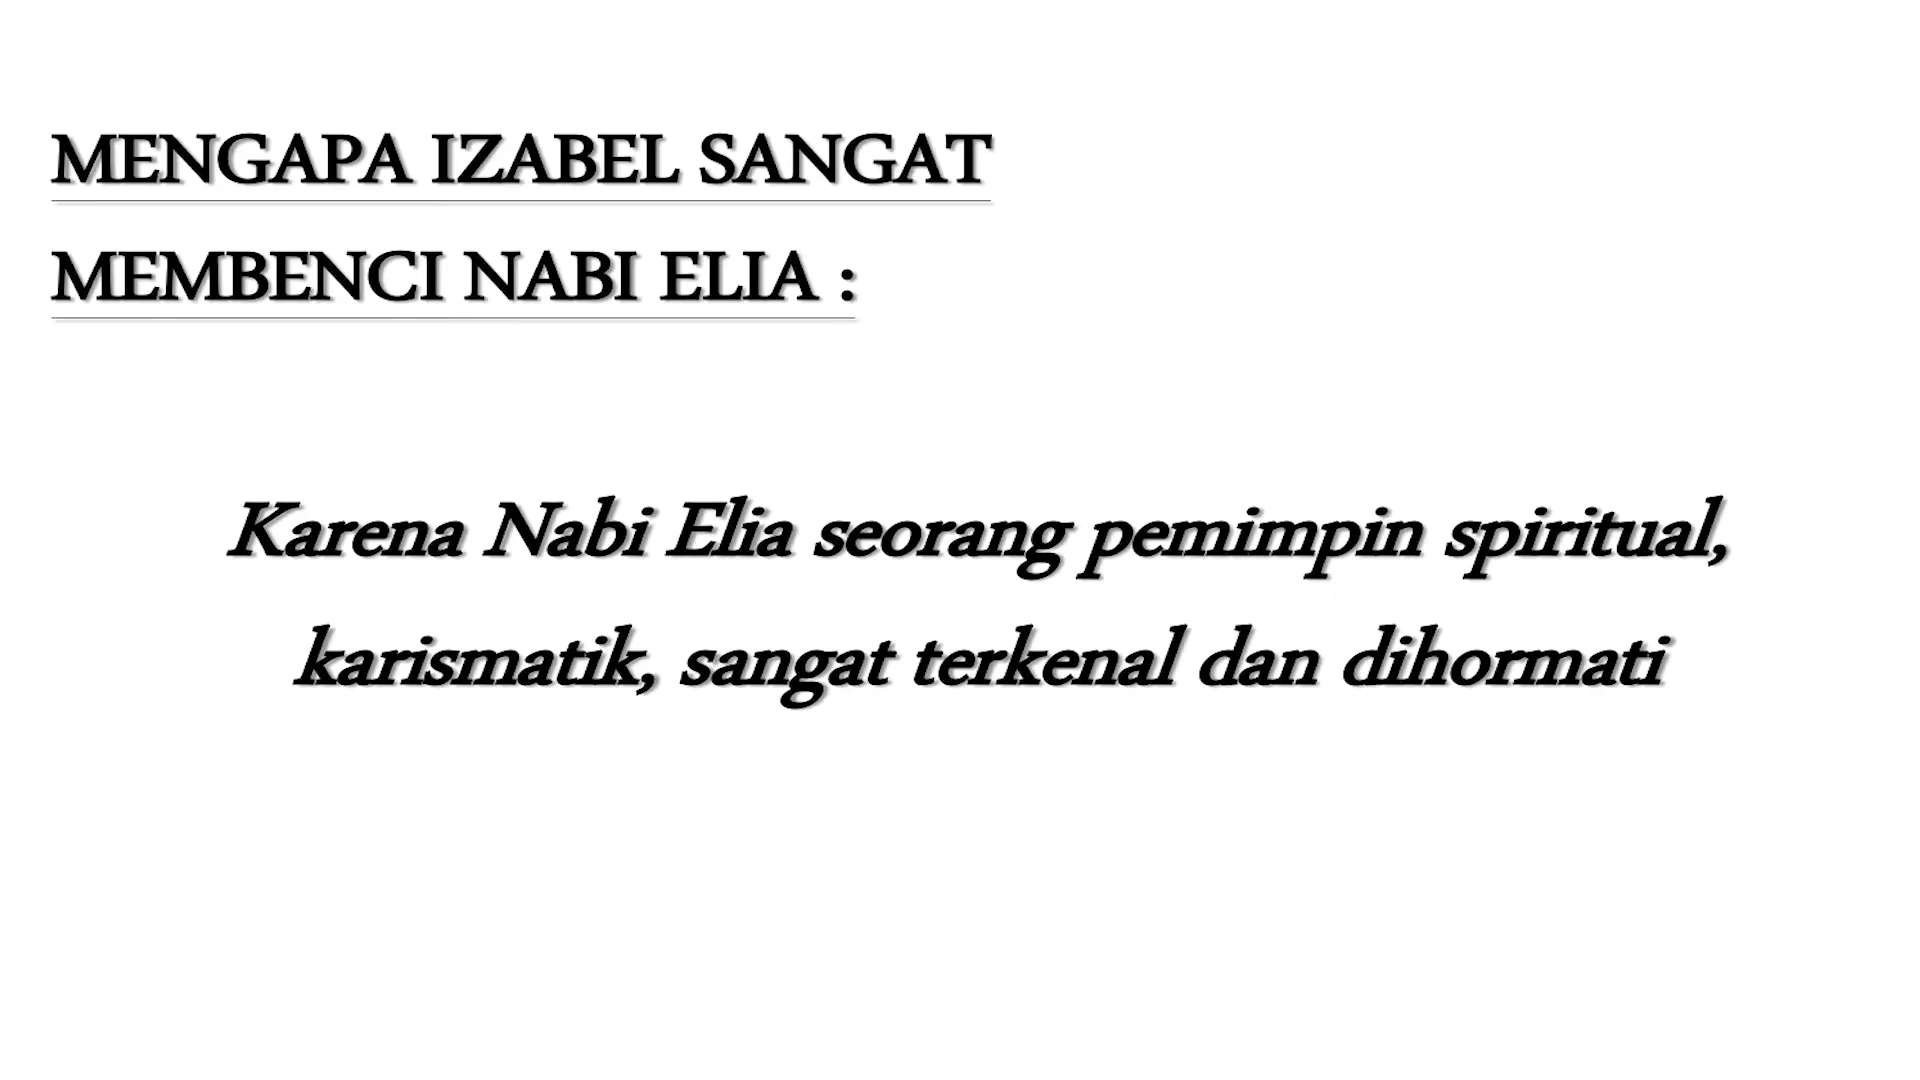 MENGAPA IZABEL SANGAT
MEMBENCI NABI ELIA :
Karena Nabi Elia seorang pemimpin spiritual,
karismatik, sangat terkenal dan dihormati